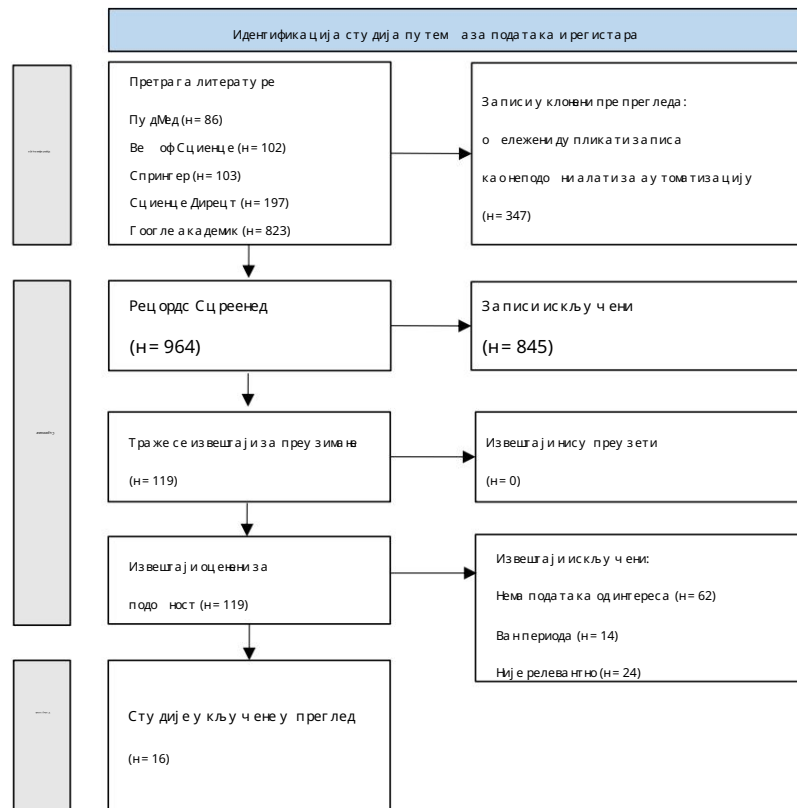 Идентификација студија путем аза података и регистара
Претрага литературе
Пу дМед (н = 86)
Ве оф Сциенце (н = 102)
Спрингер (н = 103)
Сциенце Дирецт (н = 197)
Гоогле академик (н = 823)
Записи уклоњени пре прегледа:
о ележени дупликати записа
као неподо ни алати за аутоматизацију
(н = 347)
Рецордс Сцреенед
(н = 964)
Записи искључени
(н = 845)
Траже се извештаји за преузимање
(н = 119)
Извештаји нису преузети
(н = 0)
Извештаји оцењени за
подо ност (н = 119)
Извештаји искључени:
Нема података од интереса (н = 62)
Ван периода (н = 14)
Није релевантно (н = 24)
Студије укључене у преглед
(н = 16)